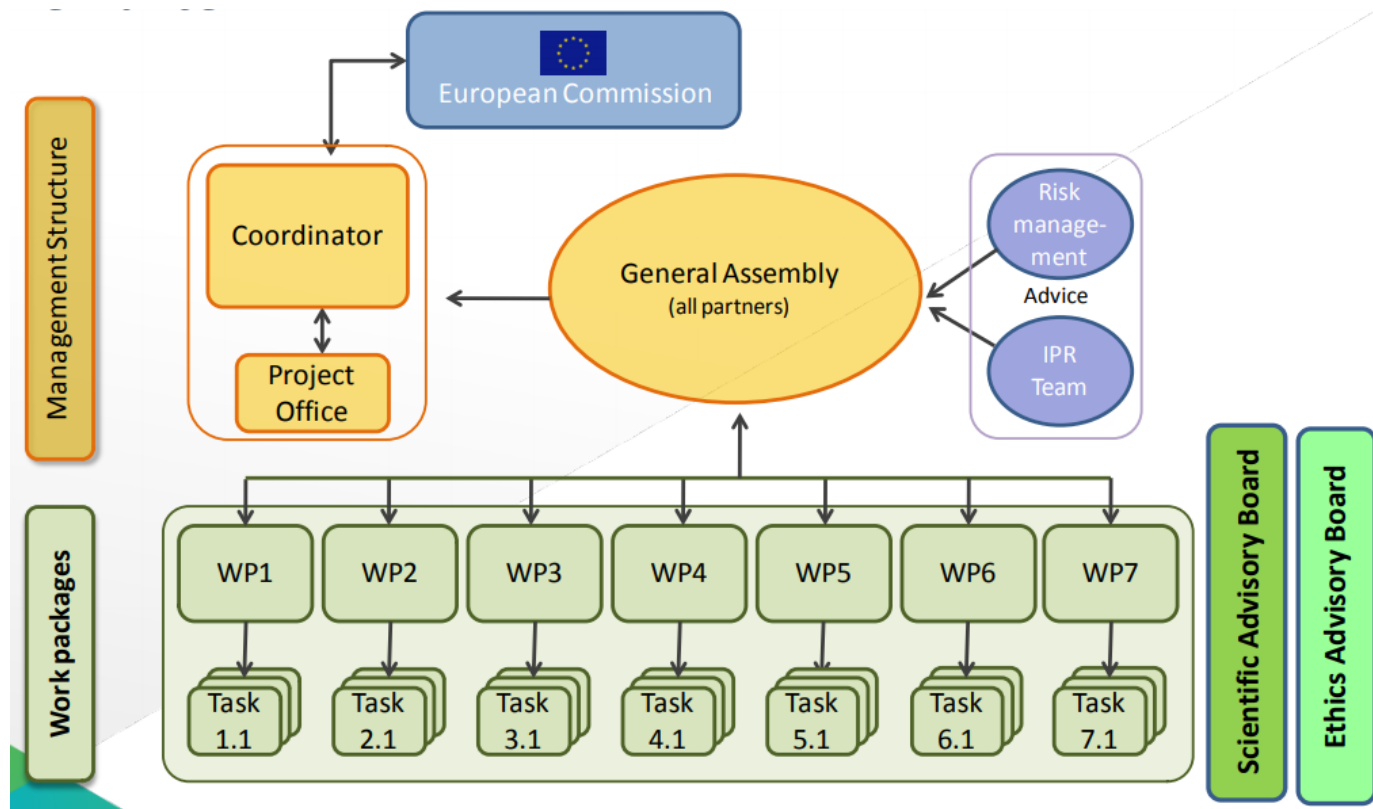 European Commission
Management Structure
Coordinator
Project
Office
General Assembly
(all partners)
Risk
manage-
ment
Advice
IPR
Team
Work packages
WP1
WP2
WP3
WP4
WP5
WP6
WP7
Task
1.1
Task
2.1
Task
3.1
Task
4.1
Task
5.1
Task
6.1
Task
7.1
Scientific Advisory Board
Ethics Advisory Board